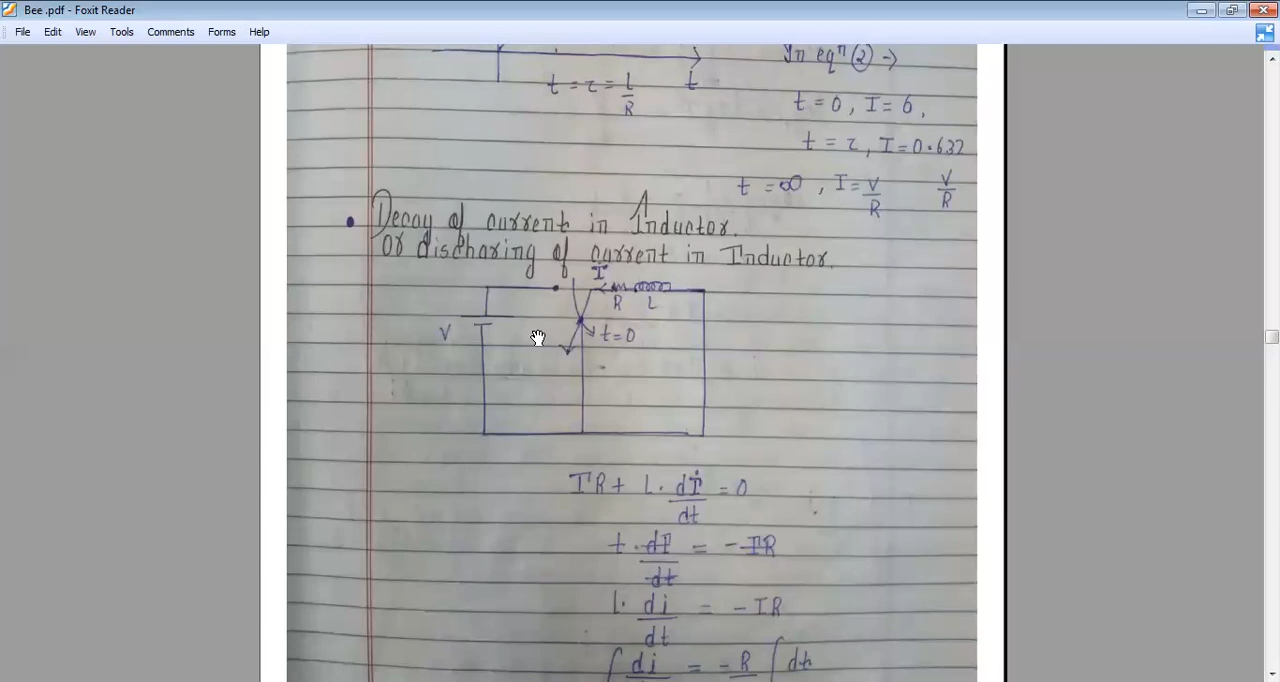 Bee .pdf - Foxit Reader
File Edit View Tools Comments Forms Help
In eqⁿ (2) →
t = τ = L/R t
t = 0, I = 0,
t = τ, I = 0.632 V/R
t = ∞, I = V/R
• Decay of current in Inductor.
or discharing of current in Inductor.
I
R L
V
t = 0
IR + L. dI/dt = 0
t. dI/dt = -IR
L. di/dt = -IR
∫ di = -R ∫ dt